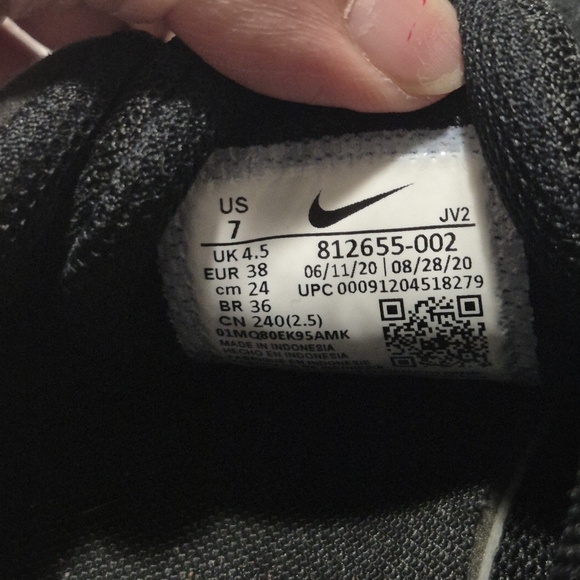 US
7
JV2
UK 4.5
EUR 38
cm 24
BR 36
CN 240(2.5)
812655-002
06/11/20 | 08/28/20
UPC 00091204518279
01MQ80EK95AMK
MADE IN INDONESIA
HECHO EN INDONESIA